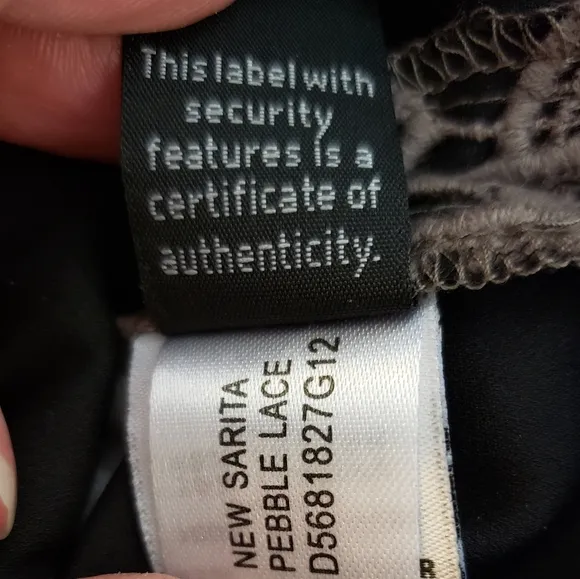 This label with
security
features is a
certificate of
authenticity.
NEW SARITA
PEBBLE LACE
D5681827G12
R